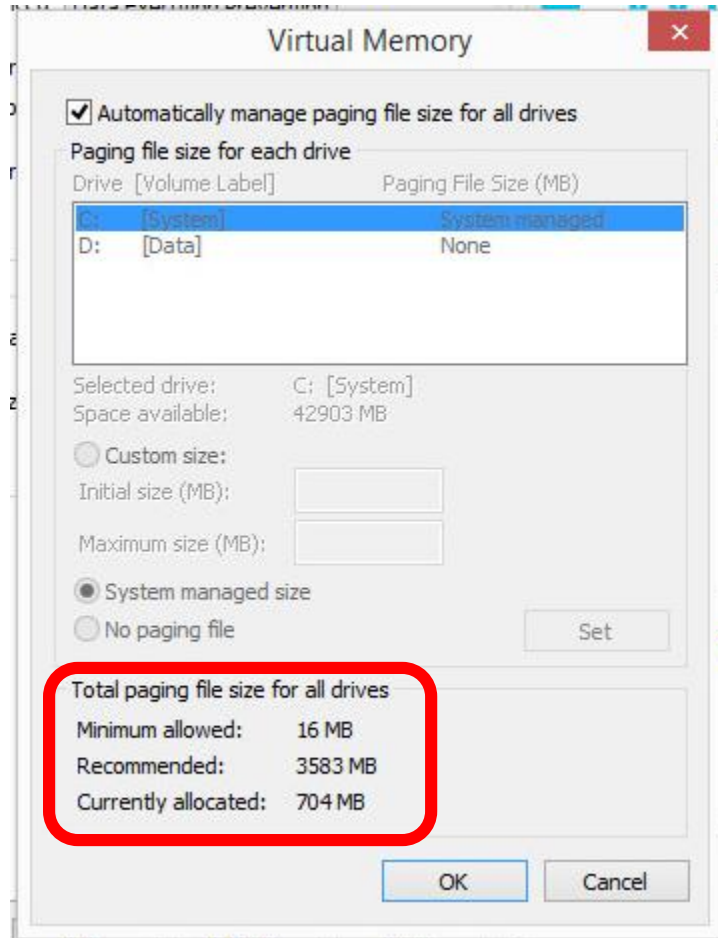 Data Execution Prevention
Virtual Memory
Automatically manage paging file size for all drives
Paging file size for each drive
Drive [Volume Label] Paging File Size (MB)
C: [System] System managed
D: [Data] None
Selected drive: C: [System]
Space available: 42903 MB
Custom size:
Initial size (MB):
Maximum size (MB):
System managed size
No paging file
Set
Total paging file size for all drives
Minimum allowed: 16 MB
Recommended: 3583 MB
Currently allocated: 704 MB
OK Cancel